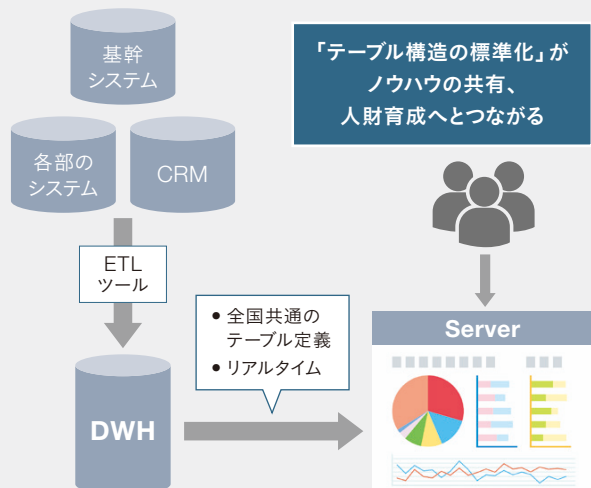 基幹
システム
各部の
システム
CRM
ETL
ツール
DWH
「テーブル構造の標準化」が
ノウハウの共有、
人財育成へとつながる
• 全国共通の
テーブル定義
• リアルタイム
Server